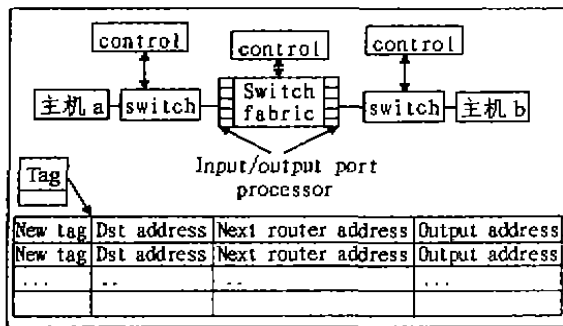 control
control
control
主机 a
switch
Switch
fabric
switch
主机 b
Input/output port
processor
Tag
New tag Dst address Next router address Output address
New tag Dst address Next router address Output address
... .. .. ...